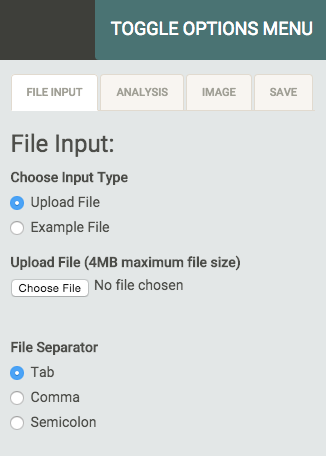 TOGGLE OPTIONS MENU
FILE INPUT ANALYSIS IMAGE SAVE
File Input:
Choose Input Type
Upload File
Example File
Upload File (4MB maximum file size)
Choose File No file chosen
File Separator
Tab
Comma
Semicolon